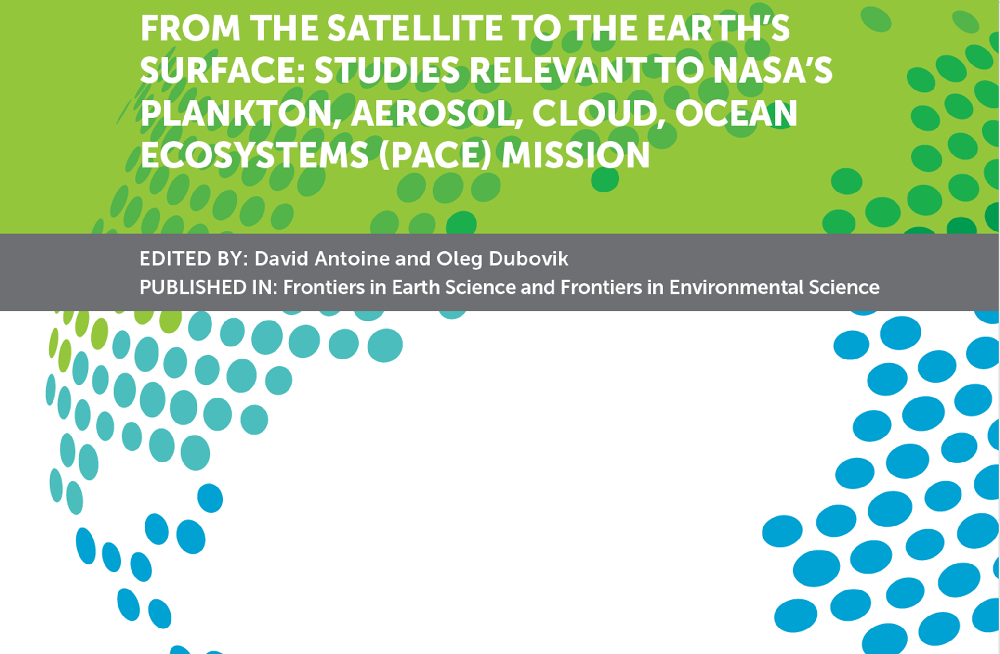 FROM THE SATELLITE TO THE EARTH’S
SURFACE: STUDIES RELEVANT TO NASA’S
PLANKTON, AEROSOL, CLOUD, OCEAN
ECOSYSTEMS (PACE) MISSION
EDITED BY: David Antoine and Oleg Dubovik
PUBLISHED IN: Frontiers in Earth Science and Frontiers in Environmental Science